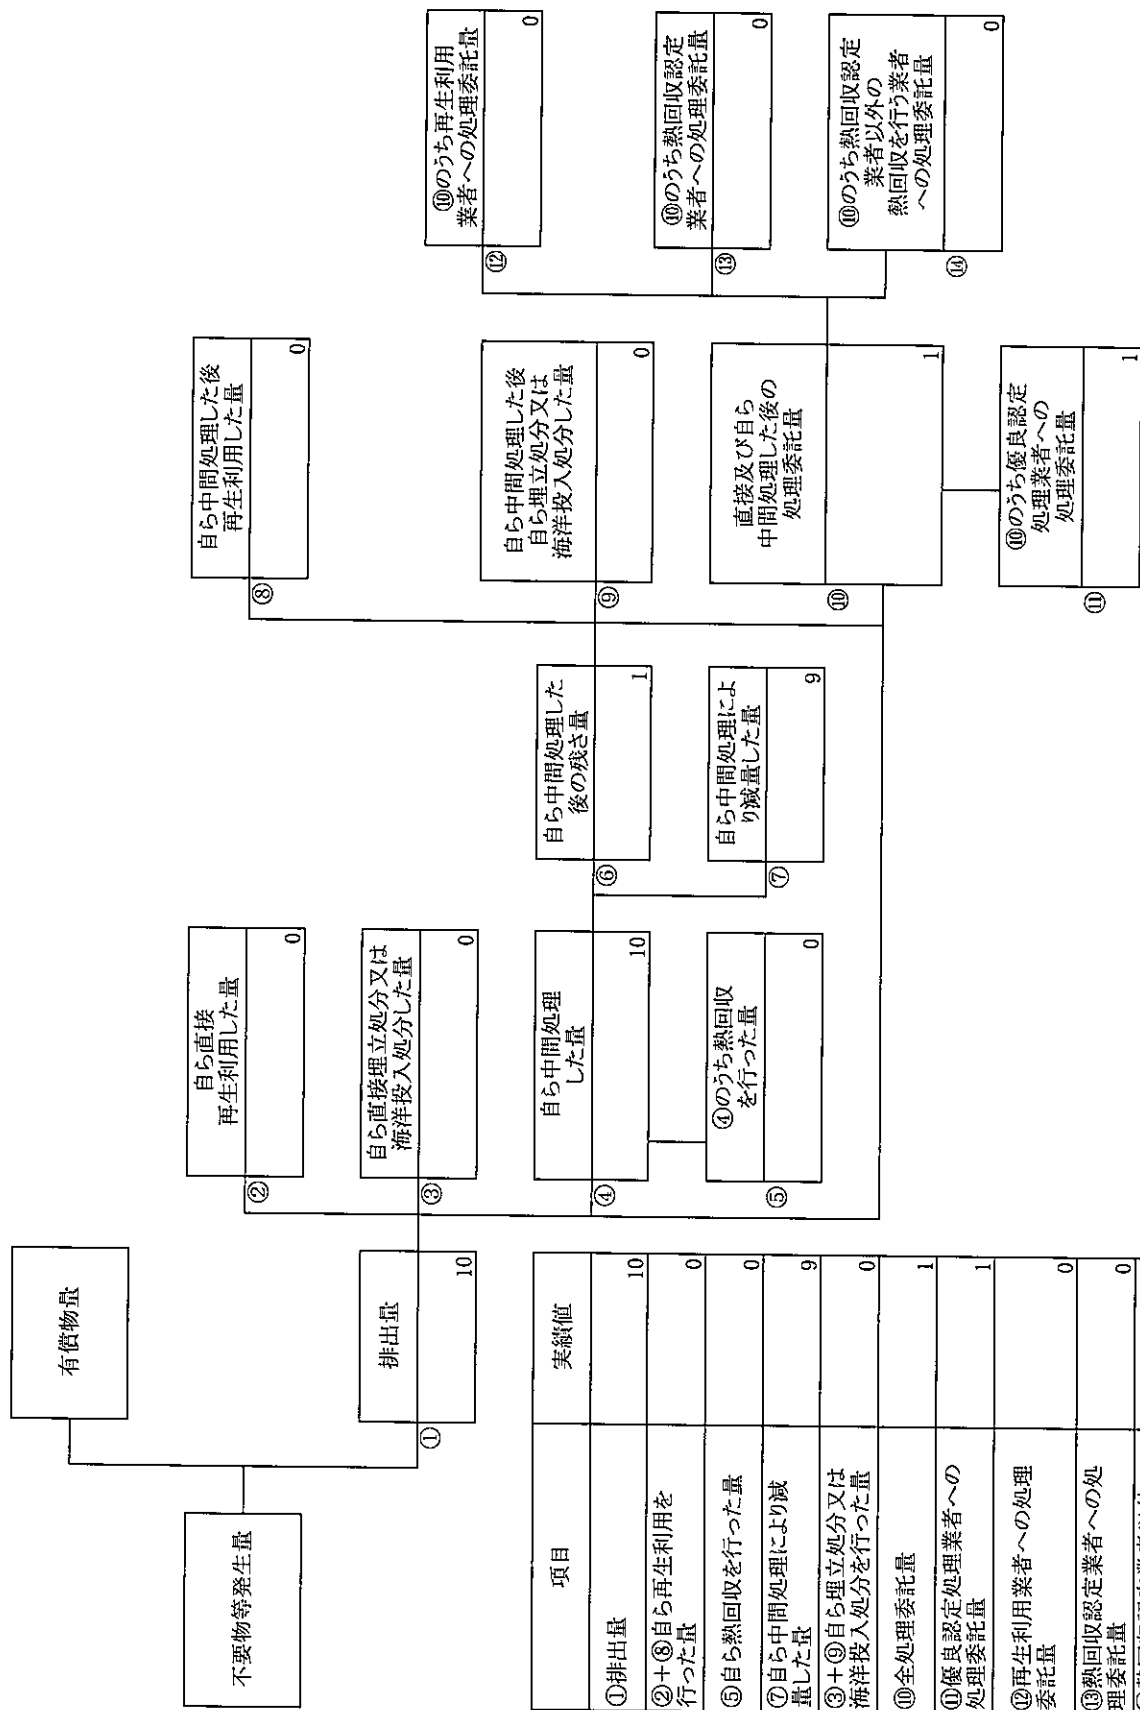 有償物量
不要物等発生量
①
排出量
10
②
自ら直接
再生利用した量
0
③
自ら直接埋立処分又は
海洋投入処分した量
0
④
自ら中間処理
した量
10
⑤
④のうち熱回収
を行った量
0
⑥
自ら中間処理した
後の残さ量
1
⑦
自ら中間処理によ
り減量した量
9
⑧
自ら中間処理した後
再生利用した量
0
⑨
自ら中間処理した後
自ら埋立処分又は
海洋投入処分した量
0
⑩
直接及び自ら
中間処理した後の
処理委託量
1
⑪
⑩のうち優良認定
処理業者への
処理委託量
1
⑫
⑩のうち再生利用
業者への処理委託量
0
⑬
⑩のうち熱回収認定
業者への処理委託量
0
⑭
⑩のうち熱回収認定
業者以外の
熱回収を行う業者
への処理委託量
0
項目
実績値
①排出量
10
②+⑧自ら再生利用を
行った量
0
⑤自ら熱回収を行った量
0
⑦自ら中間処理により減
量した量
9
③+⑨自ら埋立処分又は
海洋投入処分を行った量
0
⑩全処理委託量
1
⑪優良認定処理業者への
処理委託量
1
⑫再生利用業者への処理
委託量
0
⑬熱回収認定業者への処
理委託量
0